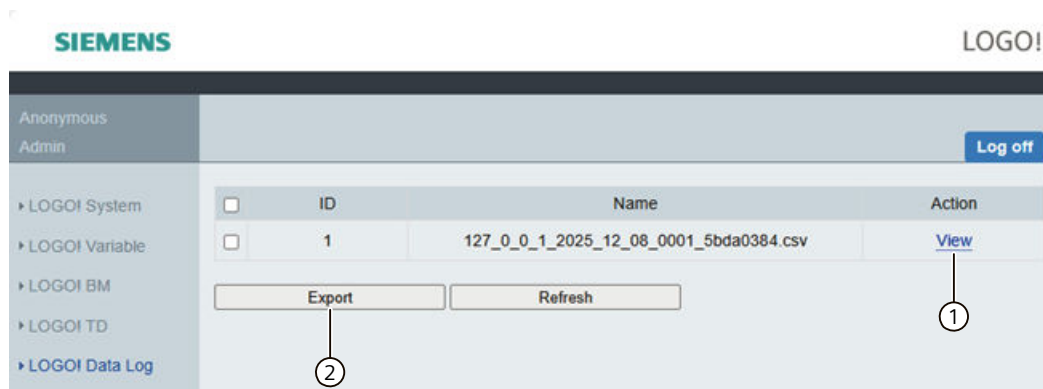 SIEMENS LOGO!
Anonymous
Admin
Log off
LOGO! System
LOGO! Variable
LOGO! BM
LOGO! TD
LOGO! Data Log
ID Name Action
1 127_0_0_1_2025_12_08_0001_5bda0384.csv View
Export Refresh
1
2